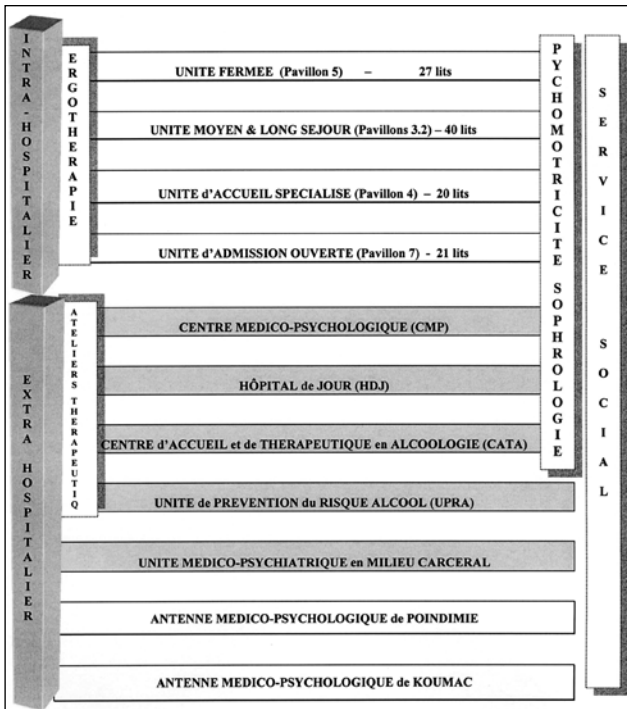 INTRA-HOSPITALIER
ERGOTHERAPIE
UNITE FERMEE (Pavillon 5) – 27 lits
UNITE MOYEN & LONG SEJOUR (Pavillons 3.2) – 40 lits
UNITE d'ACCUEIL SPECIALISE (Pavillon 4) – 20 lits
UNITE d'ADMISSION OUVERTE (Pavillon 7) - 21 lits
PYCHOMOTRICITE SOPHROLOGIE
SERVICE SOCIAL
EXTRA HOSPITALIER
ATELIERS THERAPEUTIQ
CENTRE MEDICO-PSYCHOLOGIQUE (CMP)
HÔPITAL de JOUR (HDJ)
CENTRE d'ACCUEIL et de THERAPEUTIQUE en ALCOOLOGIE (CATA)
UNITE de PREVENTION du RISQUE ALCOOL (UPRA)
UNITE MEDICO-PSYCHIATRIQUE en MILIEU CARCERAL
ANTENNE MEDICO-PSYCHOLOGIQUE de POINDIMIE
ANTENNE MEDICO-PSYCHOLOGIQUE de KOUMAC